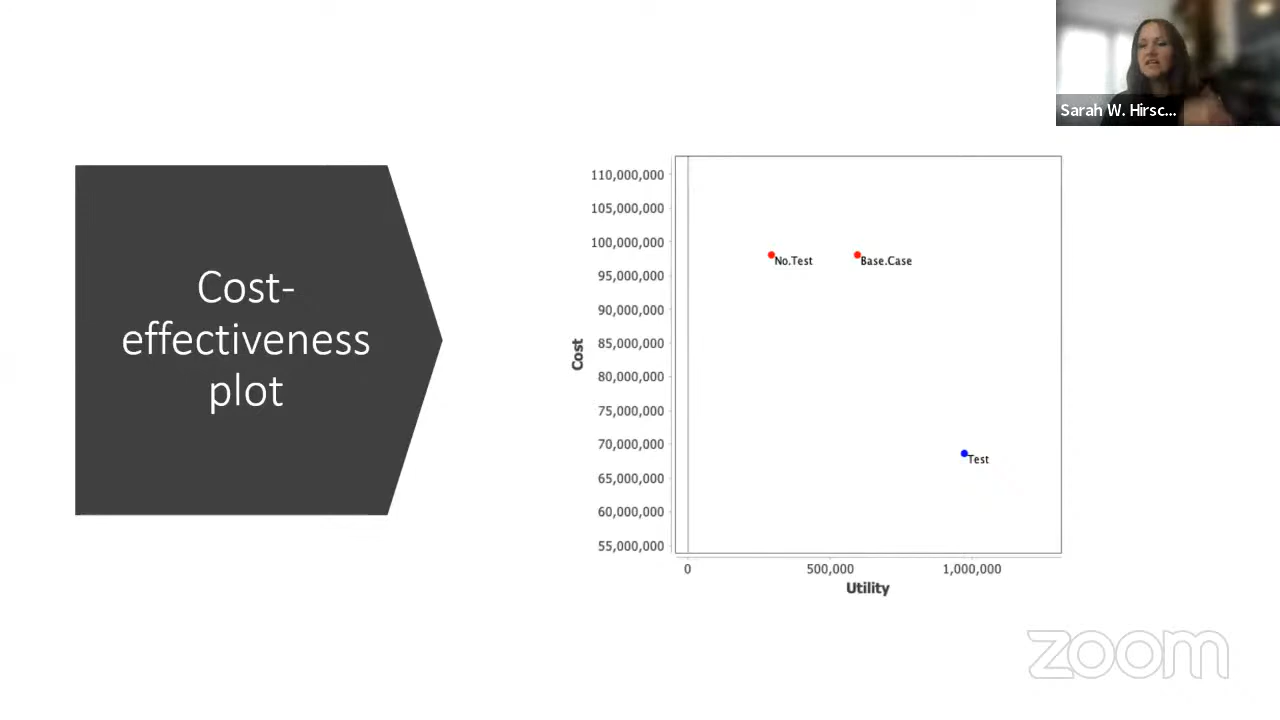 Sarah W. Hirsc...
Cost-
effectiveness
plot
110,000,000
105,000,000
100,000,000
95,000,000
90,000,000
85,000,000
80,000,000
75,000,000
70,000,000
65,000,000
60,000,000
55,000,000
Cost
No.Test
Base.Case
Test
0
500,000
1,000,000
Utility
zoom